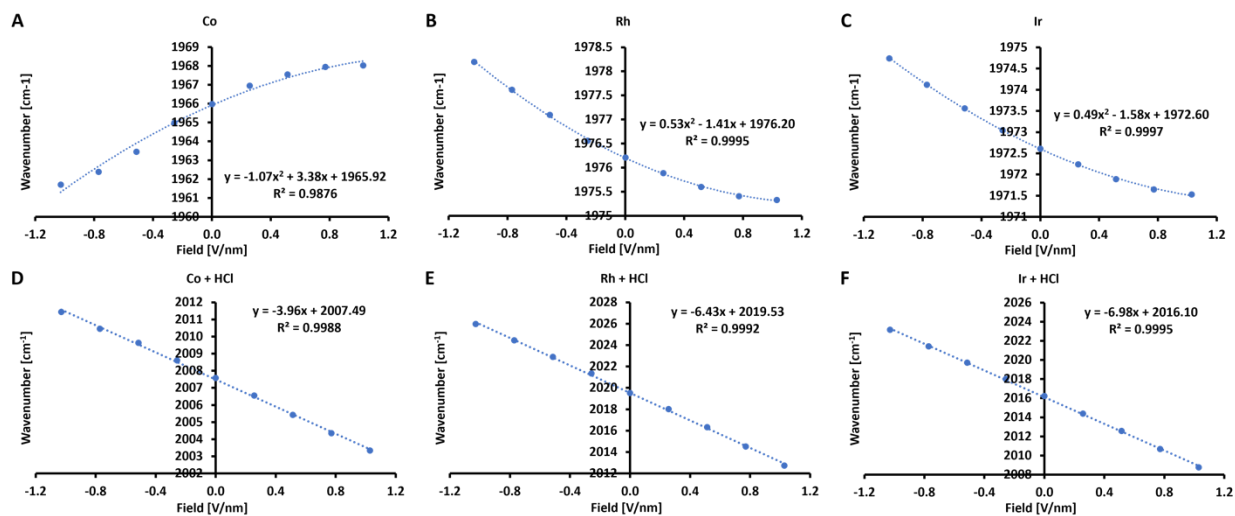 A
Co
Wavenumber [cm-1]
1969
1968
1967
1966
1965
1964
1963
1962
1961
1960
y = -1.07x² + 3.38x + 1965.92
R² = 0.9876
-1.2
-0.8
-0.4
0.0
0.4
0.8
1.2
Field [V/nm]
B
Rh
Wavenumber [cm-1]
1978.5
1978
1977.5
1977
1976.5
1976
1975.5
1975
y = 0.53x² - 1.41x + 1976.20
R² = 0.9995
-1.2
-0.8
-0.4
0.0
0.4
0.8
1.2
Field [V/nm]
C
Ir
Wavenumber [cm-1]
1975
1974.5
1974
1973.5
1973
1972.5
1972
1971.5
1971
y = 0.49x² - 1.58x + 1972.60
R² = 0.9997
-1.2
-0.8
-0.4
0.0
0.4
0.8
1.2
Field [V/nm]
D
Co + HCl
Wavenumber [cm⁻¹]
2012
2011
2010
2009
2008
2007
2006
2005
2004
2003
2002
y = -3.96x + 2007.49
R² = 0.9988
-1.2
-0.8
-0.4
0.0
0.4
0.8
1.2
Field [V/nm]
E
Rh + HCl
Wavenumber [cm⁻¹]
2028
2026
2024
2022
2020
2018
2016
2014
2012
y = -6.43x + 2019.53
R² = 0.9992
-1.2
-0.8
-0.4
0.0
0.4
0.8
1.2
Field [V/nm]
F
Ir + HCl
Wavenumber [cm⁻¹]
2026
2024
2022
2020
2018
2016
2014
2012
2010
2008
y = -6.98x + 2016.10
R² = 0.9995
-1.2
-0.8
-0.4
0.0
0.4
0.8
1.2
Field [V/nm]